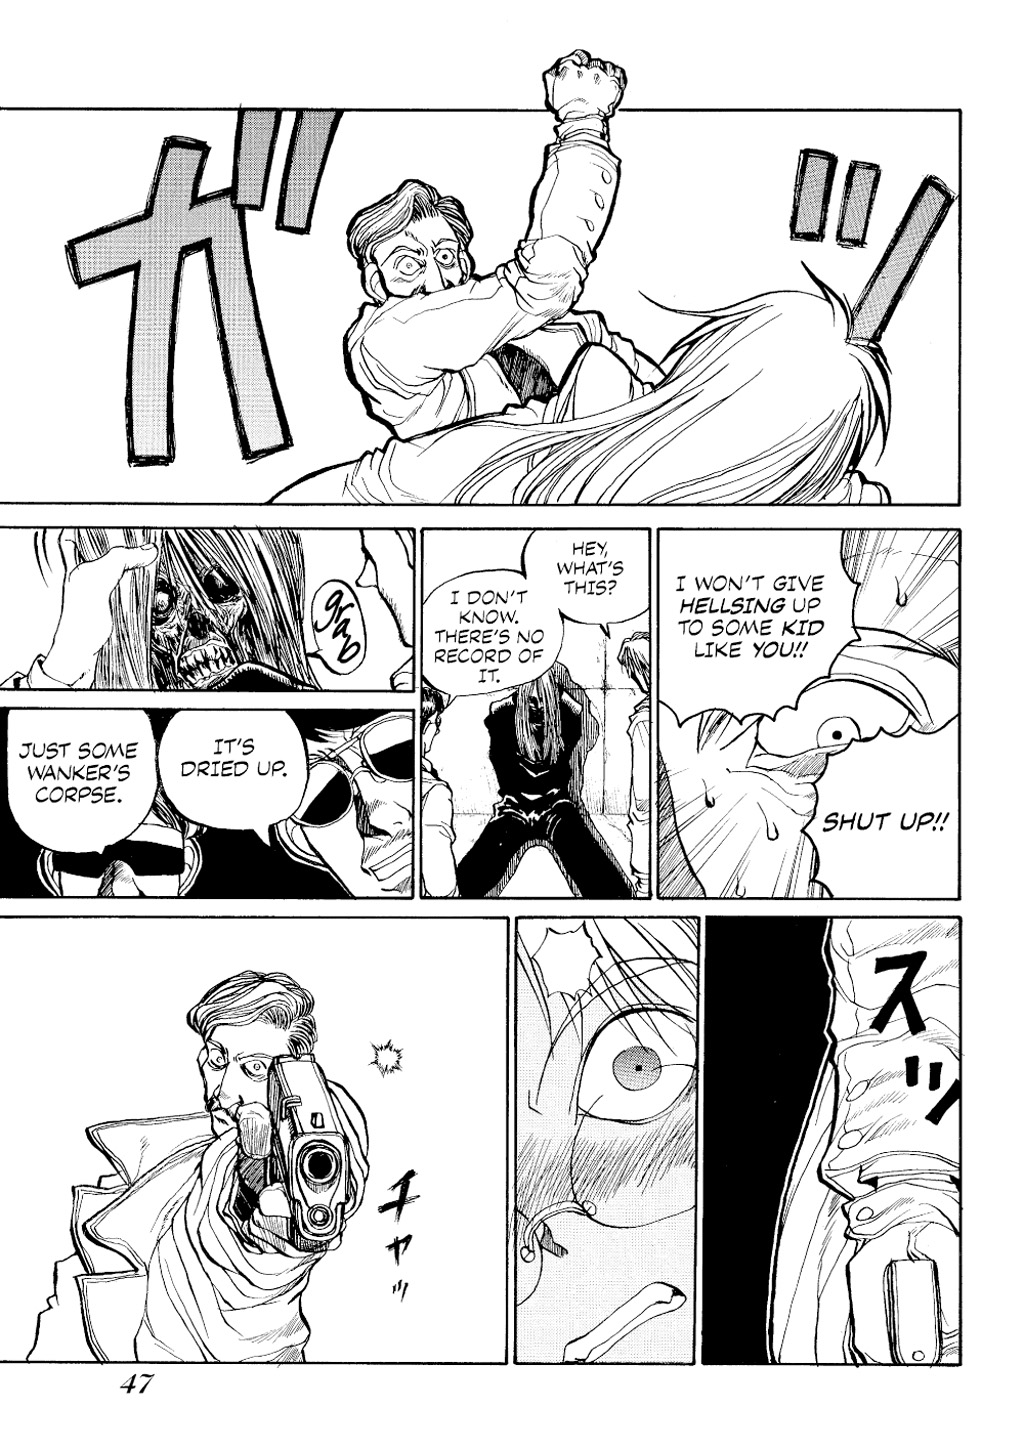 ガッ
I WON'T GIVE
HELLSING UP
TO SOME KID
LIKE YOU!!
SHUT UP!!
HEY,
WHAT'S
THIS?
I DON'T
KNOW.
THERE'S NO
RECORD OF
IT.
IT'S
DRIED UP.
JUST SOME
WANKER'S
CORPSE.
スッ
チャッ
47